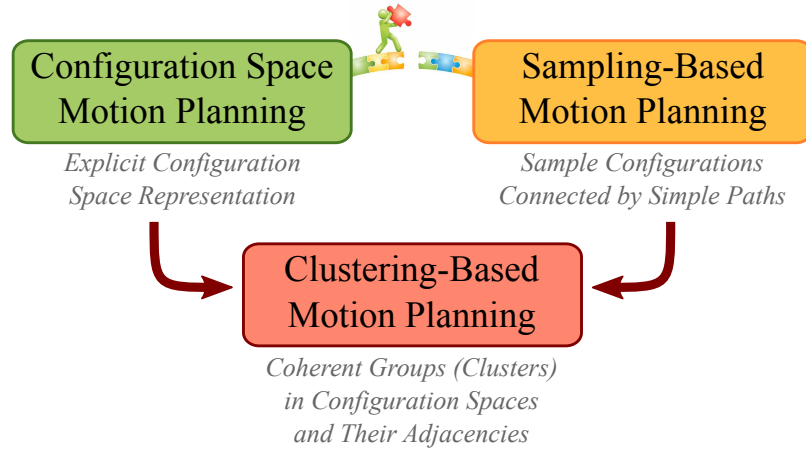 Configuration Space
Motion Planning
Explicit Configuration
Space Representation
Sampling-Based
Motion Planning
Sample Configurations
Connected by Simple Paths
Clustering-Based
Motion Planning
Coherent Groups (Clusters)
in Configuration Spaces
and Their Adjacencies